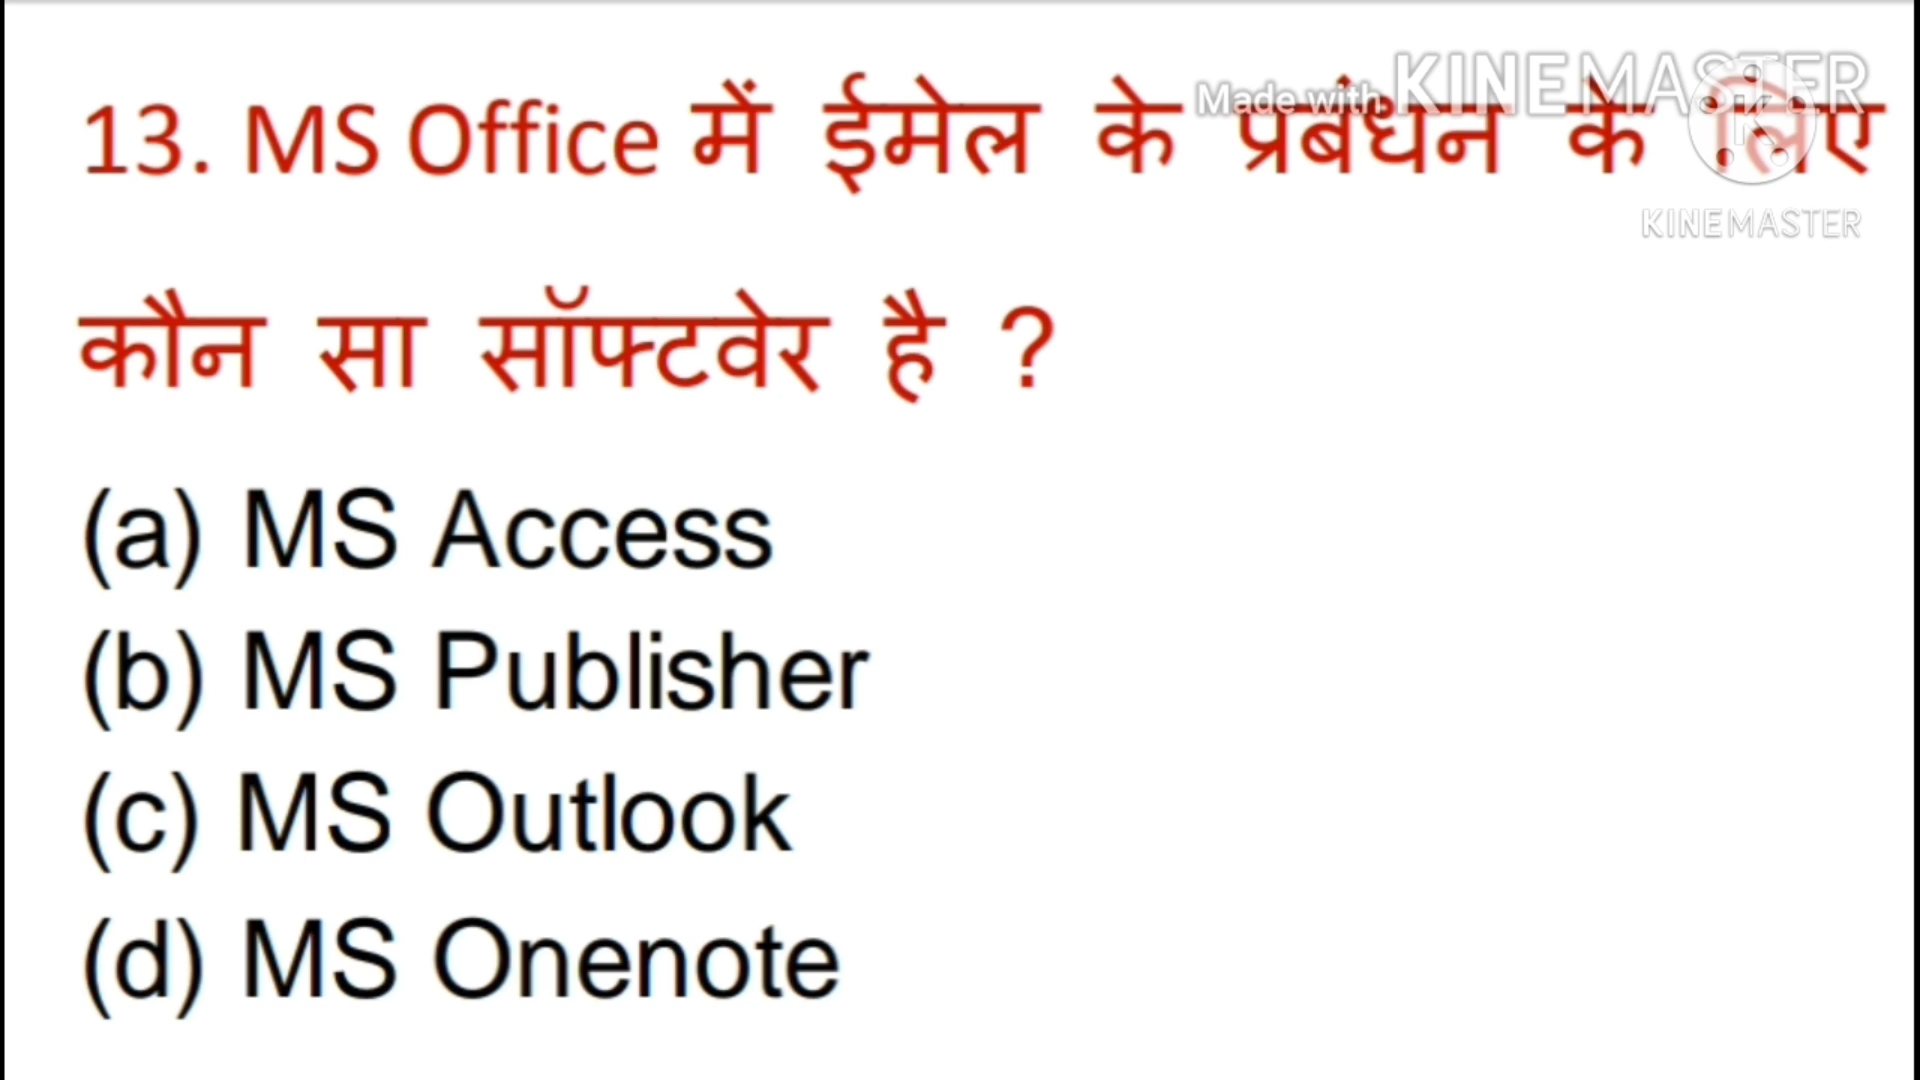 Made with KINEMASTER
13. MS Office में ईमेल के प्रबंधन के लिए
KINEMASTER
कौन सा सॉफ्टवेर है ?
(a) MS Access
(b) MS Publisher
(c) MS Outlook
(d) MS Onenote